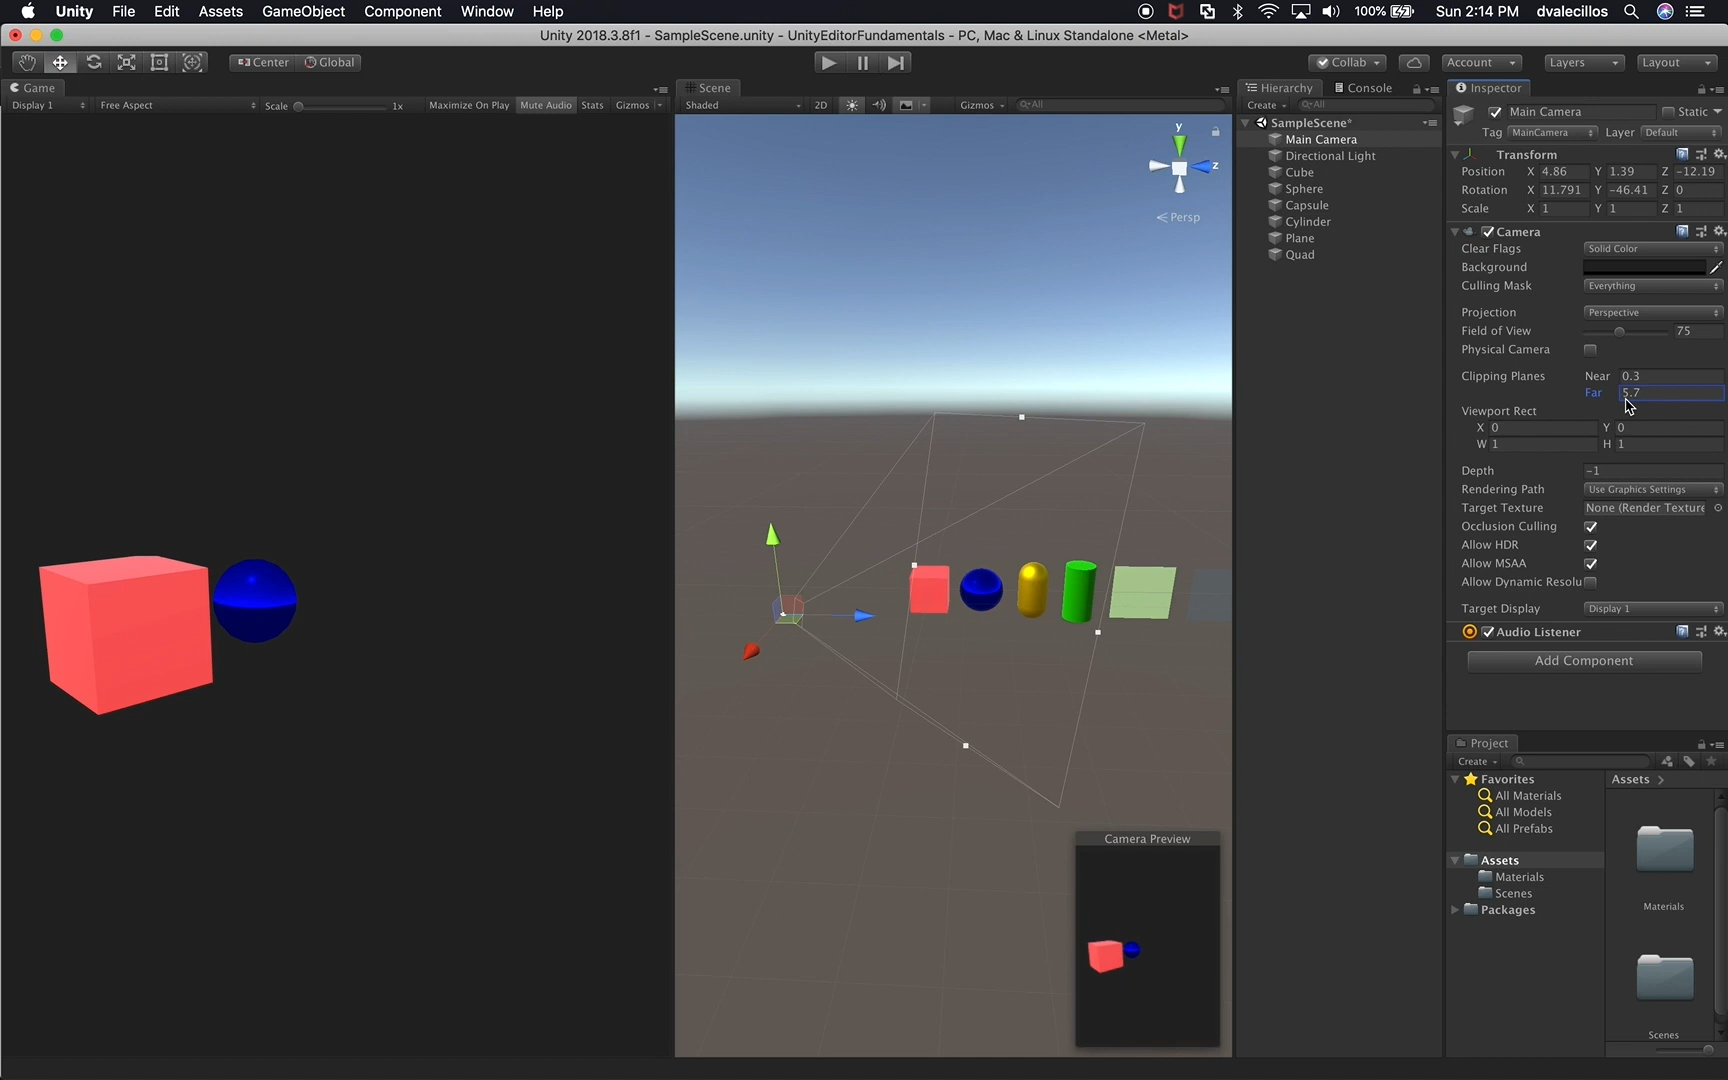 Unity File Edit Assets GameObject Component Window Help 100% Sun 2:14 PM dvalecillos
Unity 2018.3.8f1 - SampleScene.unity - UnityEditorFundamentals - PC, Mac & Linux Standalone <Metal>
Center Global Collab Account Layers Layout
Game Scene Hierarchy Console Inspector
Display 1 Free Aspect Scale 1x Maximize On Play Mute Audio Stats Gizmos Shaded 2D Gizmos All Create All
Main Camera Static
Tag MainCamera Layer Default
SampleScene*
Main Camera
Directional Light
Cube
Sphere
Capsule
Cylinder
Plane
Quad
y
z
Persp
Transform
Position X 4.86 Y 1.39 Z -12.19
Rotation X 11.791 Y -46.41 Z 0
Scale X 1 Y 1 Z 1
Camera
Clear Flags Solid Color
Background
Culling Mask Everything
Projection Perspective
Field of View 75
Physical Camera
Clipping Planes Near 0.3
Far 5.7
Viewport Rect
X 0 Y 0
W 1 H 1
Depth -1
Rendering Path Use Graphics Settings
Target Texture None (Render Texture
Occlusion Culling
Allow HDR
Allow MSAA
Allow Dynamic Resolu
Target Display Display 1
Audio Listener
Add Component
Camera Preview
Project
Create
Favorites
All Materials
All Models
All Prefabs
Assets
Materials
Scenes
Packages
Assets
Materials
Scenes